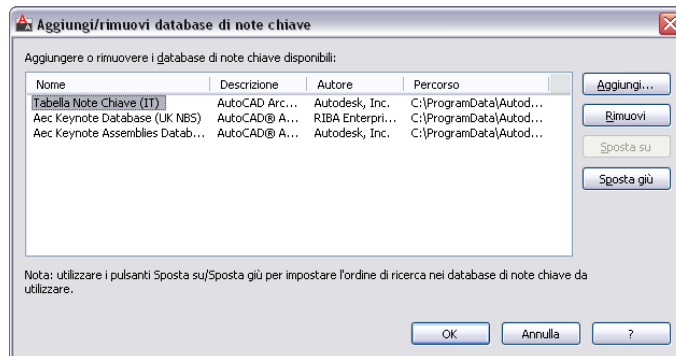 Aggiungi/rimuovi database di note chiave
Aggiungere o rimuovere i database di note chiave disponibili:
Nome Descrizione Autore Percorso
Tabella Note Chiave (IT) AutoCAD Arc... Autodesk, Inc. C:\ProgramData\Autod...
Aec Keynote Database (UK NBS) AutoCAD® A... RIBA Enterpri... C:\ProgramData\Autod...
Aec Keynote Assemblies Datab... AutoCAD® A... Autodesk, Inc. C:\ProgramData\Autod...
Aggiungi...
Rimuovi
Sposta su
Sposta giù
Nota: utilizzare i pulsanti Sposta su/Sposta giù per impostare l'ordine di ricerca nei database di note chiave da
utilizzare.
OK Annulla ?